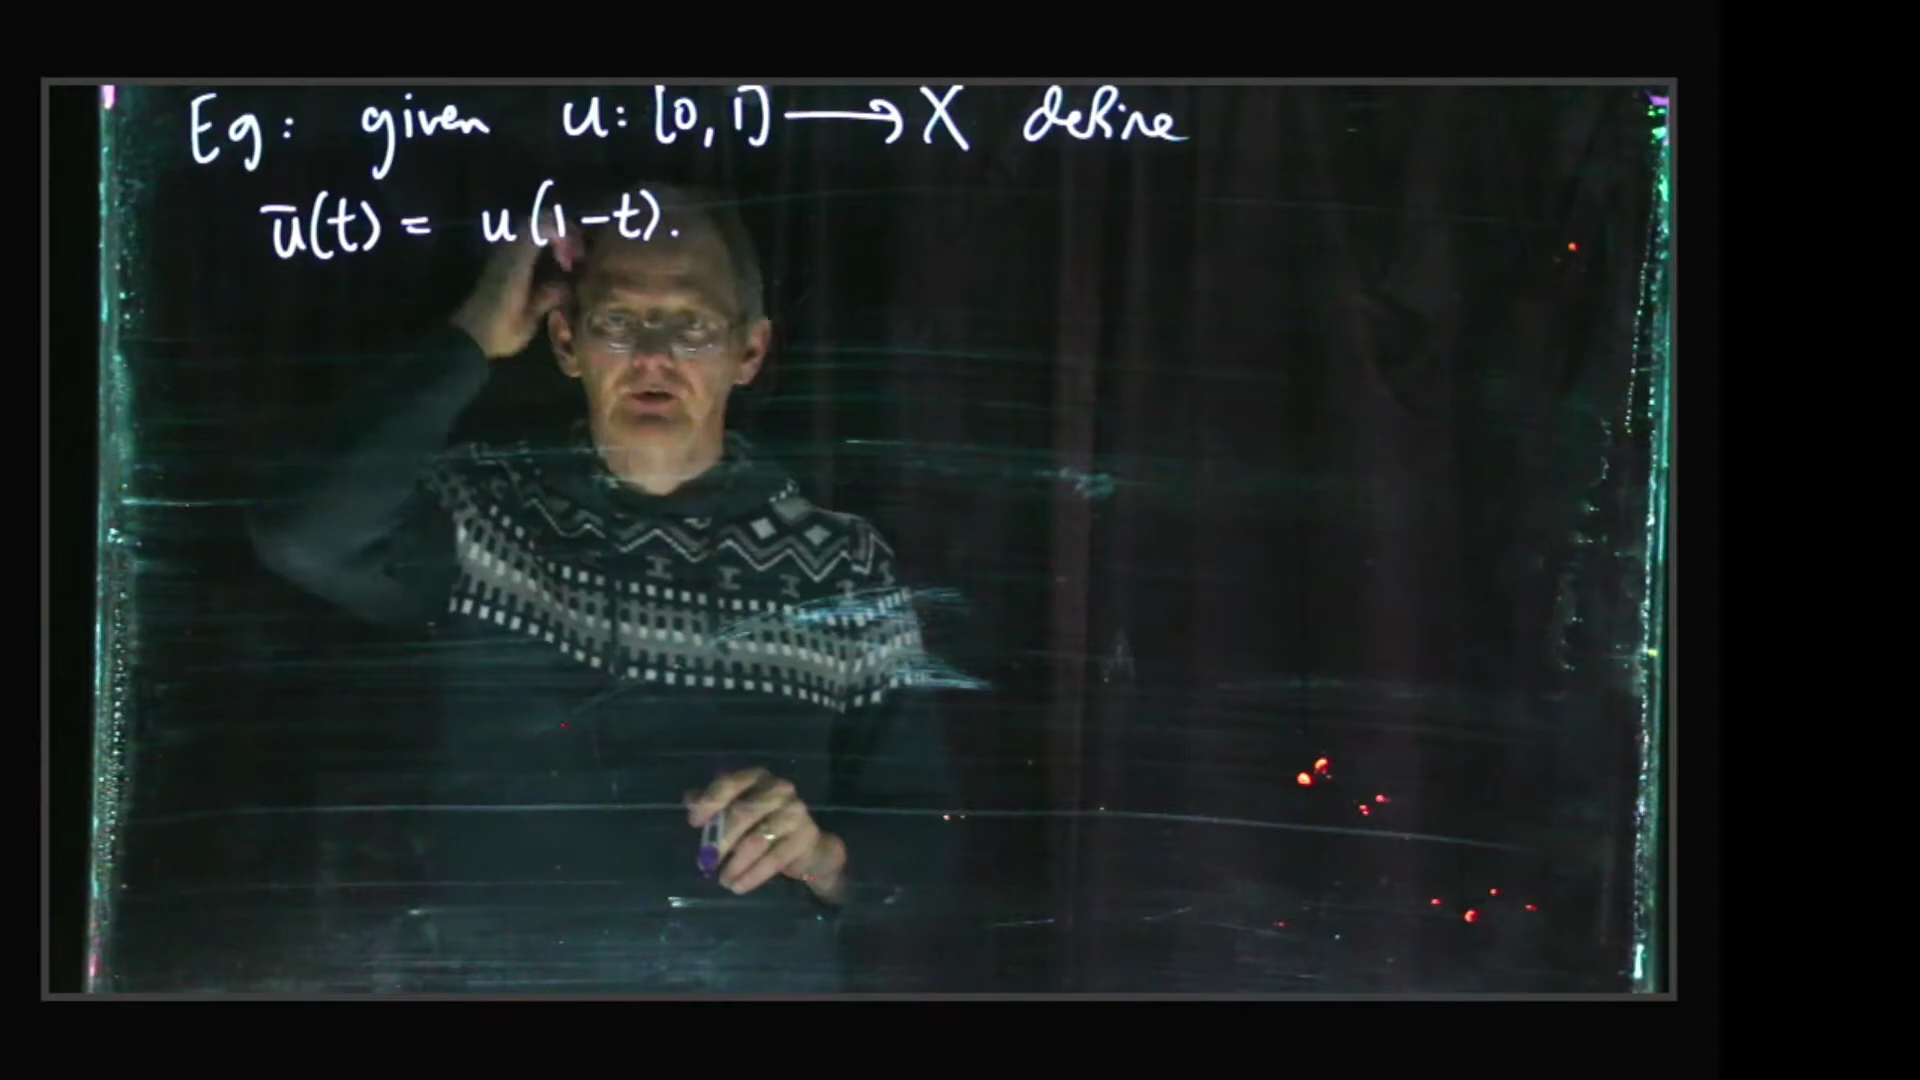 Eg: given u: [0, 1] ⟶ X define
ū(t) = u(1-t).